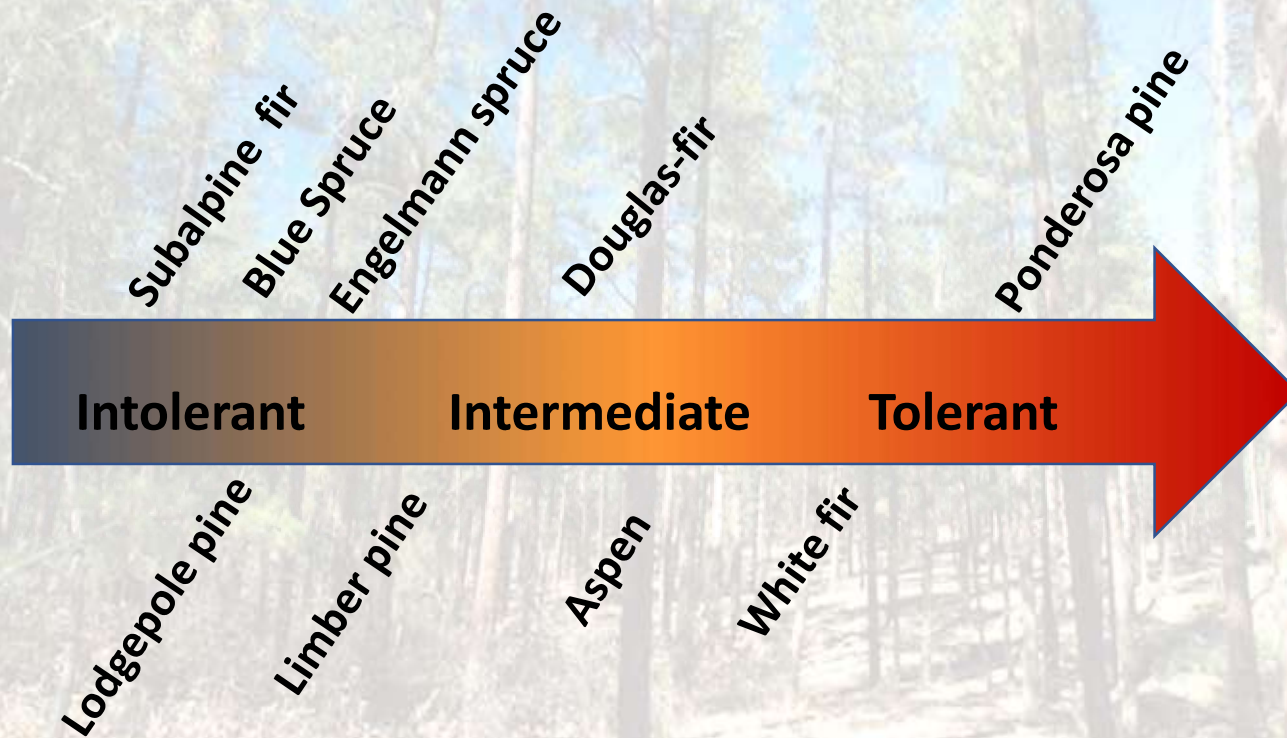 Subalpine  fir
Blue Spruce
Engelmann spruce
Douglas-fir
Ponderosa pine
Intolerant
Intermediate
Tolerant
Lodgepole pine
Limber pine
Aspen
White fir